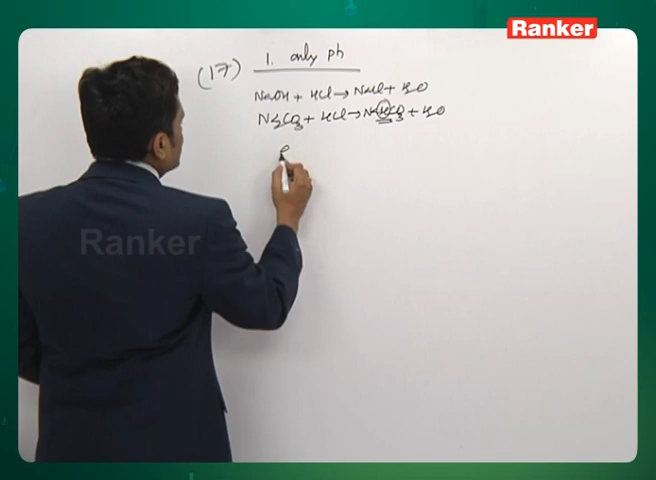 Ranker
(17) 1. only ph
NaOH + HCl → NaCl + H2O
Na2CO3 + HCl → NaHCO3 + H2O
Ranker